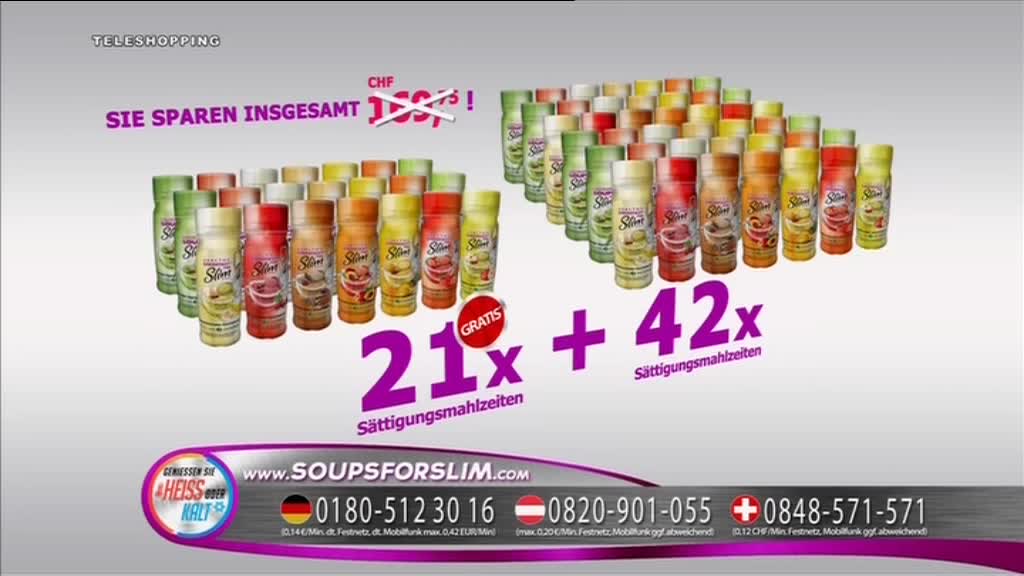 TELESHOPPING
CHF
SIE SPAREN INSGESAMT 169,75 !
GRATIS
21x + 42x
Sättigungsmahlzeiten
Sättigungsmahlzeiten
GENIESSEN SIE
HEISS ODER
KALT
www.SOUPSFORSLIM.com
0180-512 30 16 0820-901-055 0848-571-571
(0,14 €/Min. dt. Festnetz, dt. Mobilfunk max. 0,42 EUR/Min) (max. 0,20 €/Min. Festnetz, Mobilfunk ggf. abweichend) (0,12 CHF/Min. Festnetz, Mobilfunk ggf. abweichend)